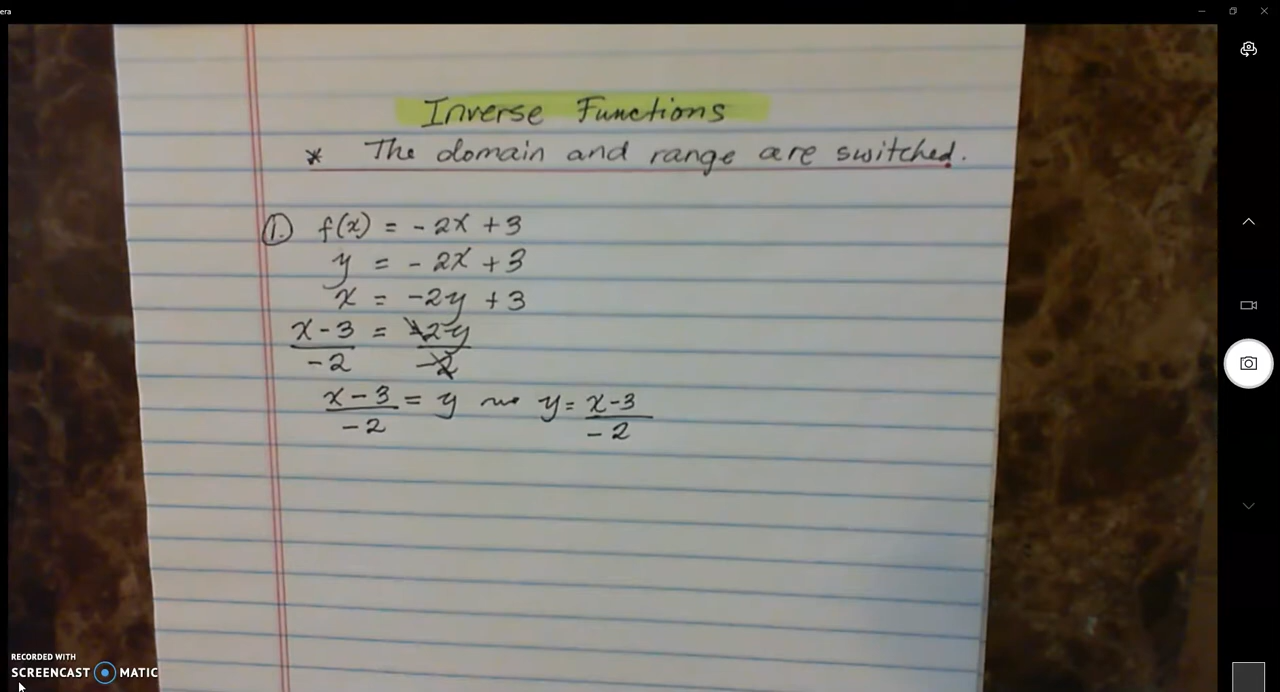 era
Inverse Functions
* The domain and range are switched.
1. f(x) = -2x + 3
y = -2x + 3
x = -2y + 3
x - 3 = -2y
-2 -2
x - 3 = y ⇝ y = x - 3
-2 -2
RECORDED WITH
SCREENCAST MATIC